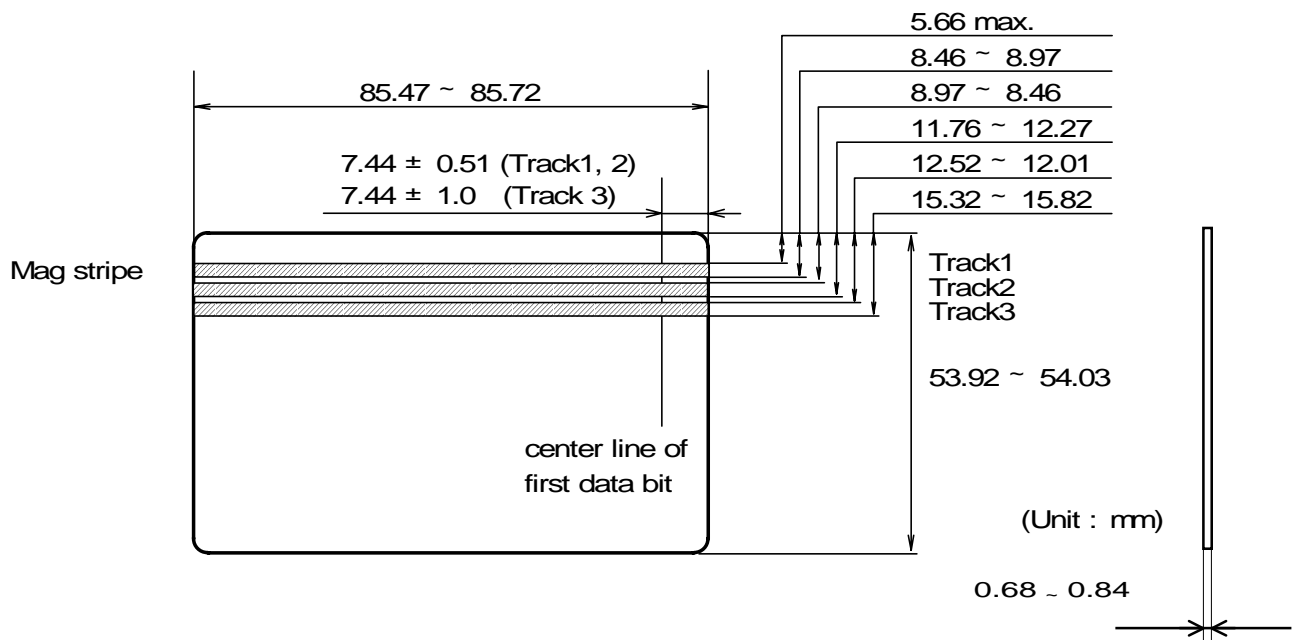 5.66 max.
8.46 ~ 8.97
85.47 ~ 85.72
8.97 ~ 8.46
11.76 ~ 12.27
7.44 ± 0.51 (Track1, 2)
12.52 ~ 12.01
7.44 ± 1.0 (Track 3)
15.32 ~ 15.82
Mag stripe
Track1
Track2
Track3
53.92 ~ 54.03
center line of
first data bit
(Unit : mm)
0.68 ~ 0.84